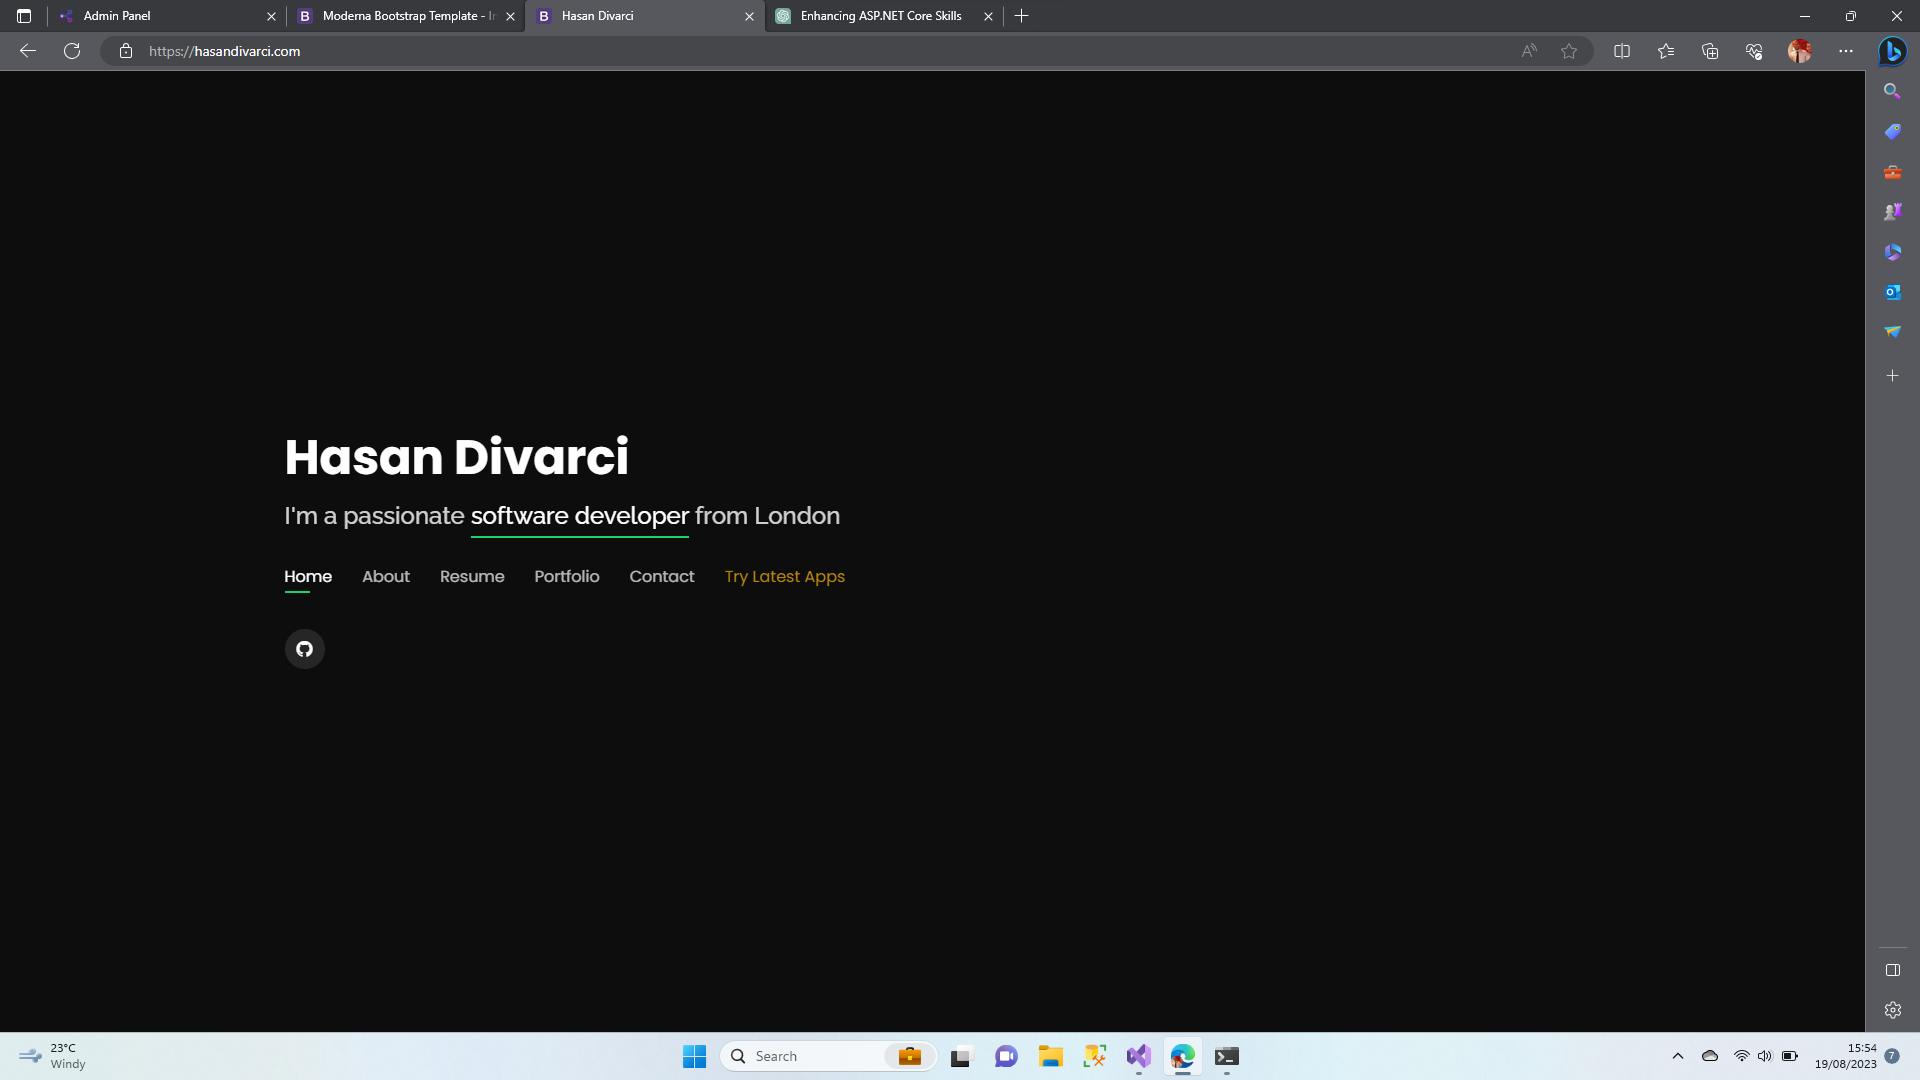 Admin Panel
Moderna Bootstrap Template - In
Hasan Divarci
Enhancing ASP.NET Core Skills
https://hasandivarci.com
Hasan Divarci
I'm a passionate software developer from London
Home About Resume Portfolio Contact Try Latest Apps
23°C
Windy
Search
15:54
19/08/2023
7